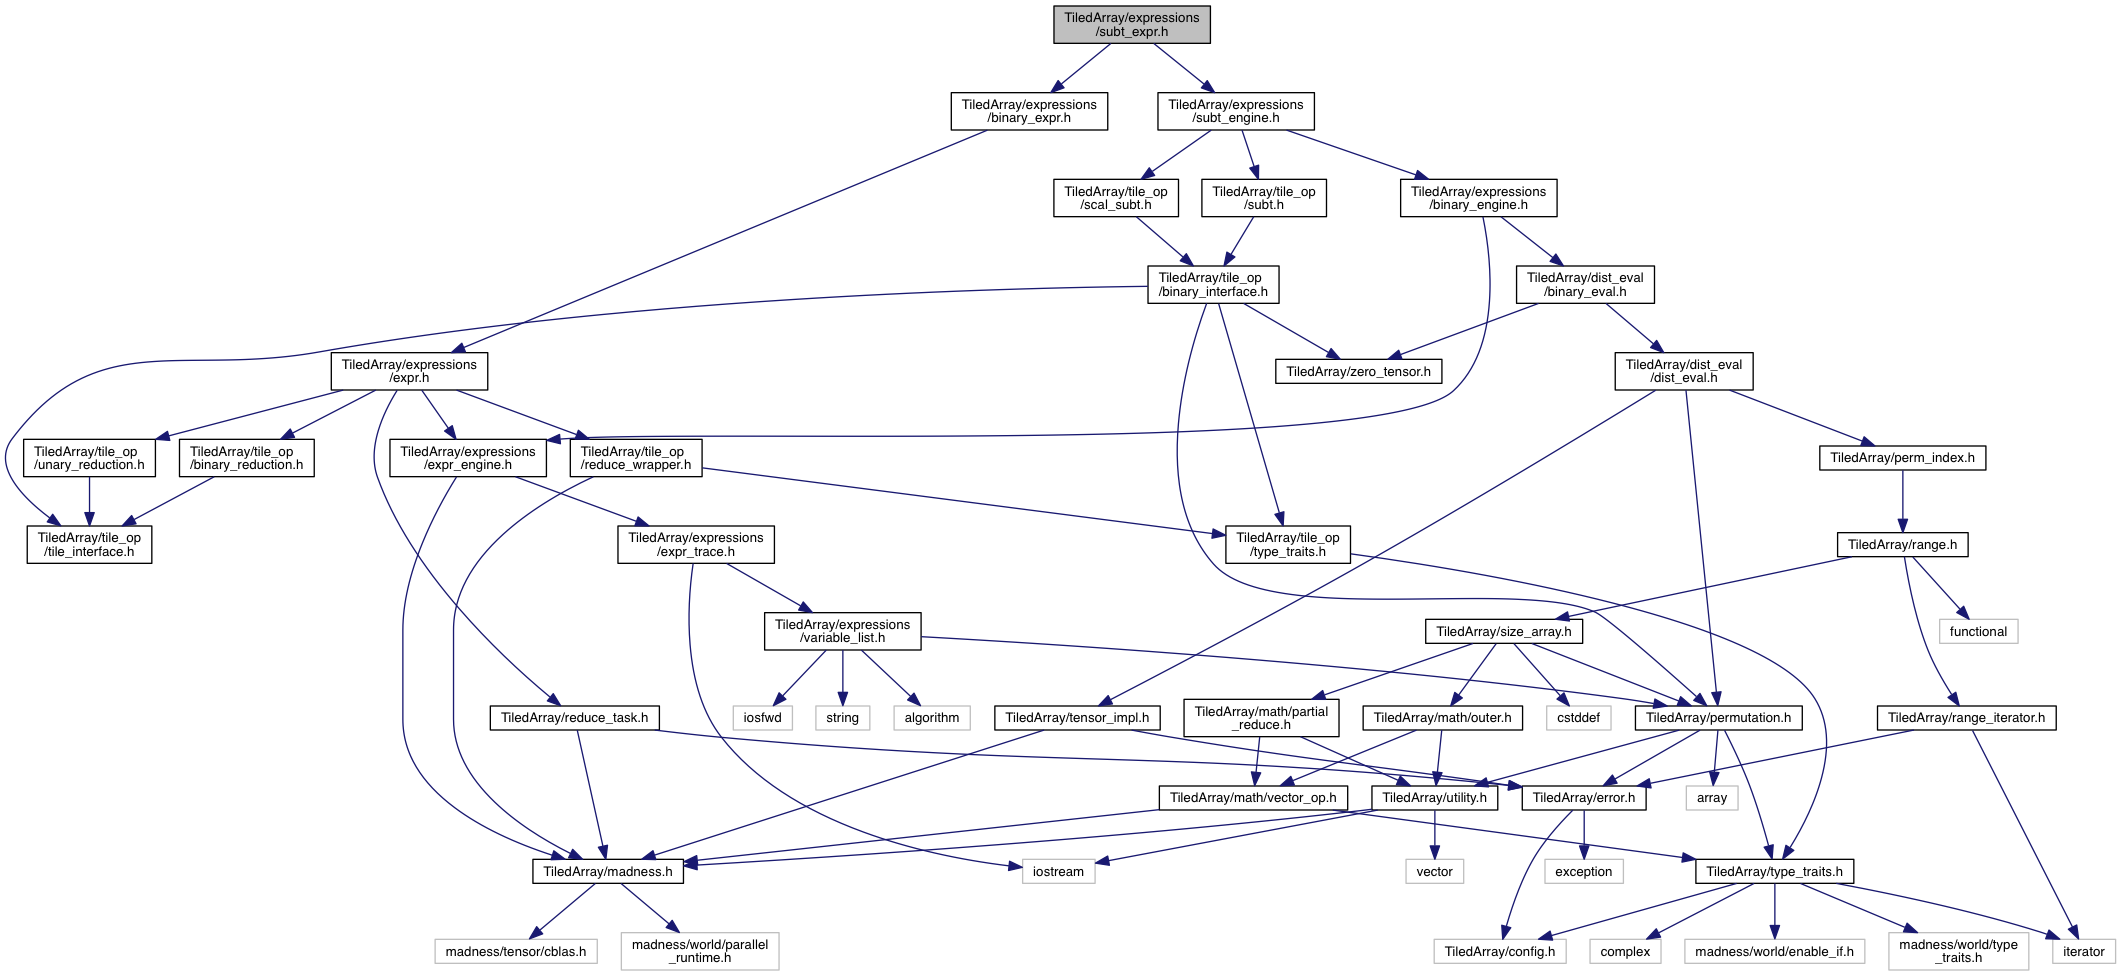 TiledArray/expressions
/subt_expr.h
TiledArray/expressions
/binary_expr.h
TiledArray/expressions
/subt_engine.h
TiledArray/tile_op
/scal_subt.h
TiledArray/tile_op
/subt.h
TiledArray/expressions
/binary_engine.h
TiledArray/tile_op
/binary_interface.h
TiledArray/dist_eval
/binary_eval.h
TiledArray/expressions
/expr.h
TiledArray/zero_tensor.h
TiledArray/dist_eval
/dist_eval.h
TiledArray/tile_op
/unary_reduction.h
TiledArray/tile_op
/binary_reduction.h
TiledArray/expressions
/expr_engine.h
TiledArray/tile_op
/reduce_wrapper.h
TiledArray/perm_index.h
TiledArray/tile_op
/tile_interface.h
TiledArray/expressions
/expr_trace.h
TiledArray/tile_op
/type_traits.h
TiledArray/range.h
TiledArray/expressions
/variable_list.h
TiledArray/size_array.h
functional
TiledArray/reduce_task.h
iosfwd
string
algorithm
TiledArray/tensor_impl.h
TiledArray/math/partial
_reduce.h
TiledArray/math/outer.h
cstddef
TiledArray/permutation.h
TiledArray/range_iterator.h
TiledArray/math/vector_op.h
TiledArray/utility.h
TiledArray/error.h
array
TiledArray/madness.h
iostream
vector
exception
TiledArray/type_traits.h
madness/tensor/cblas.h
madness/world/parallel
_runtime.h
TiledArray/config.h
complex
madness/world/enable_if.h
madness/world/type
_traits.h
iterator